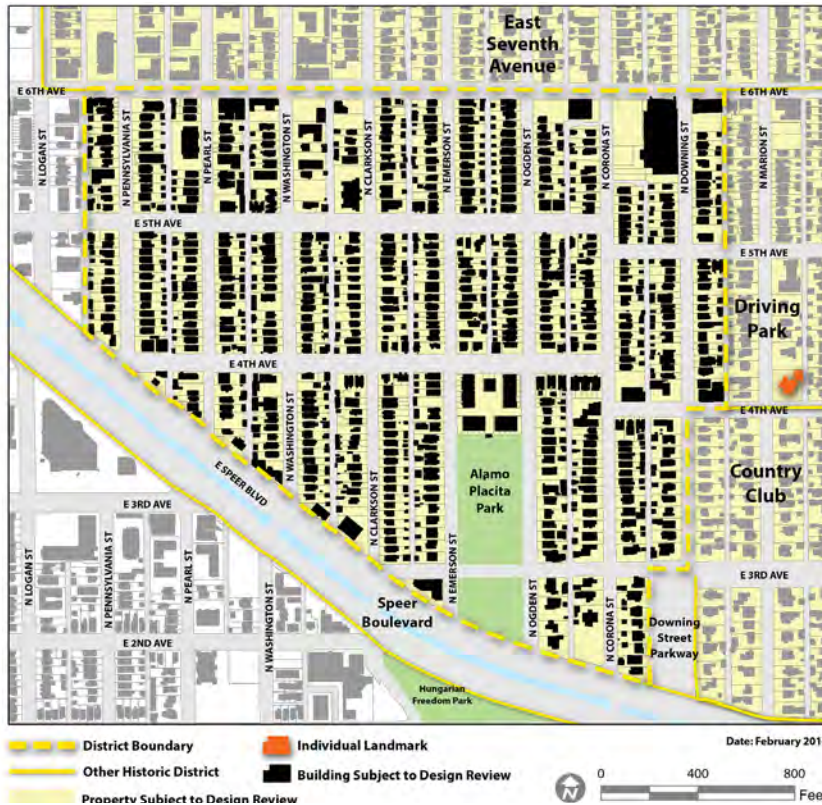 East
Seventh
Avenue
E 6TH AVE
E 6TH AVE
N LOGAN ST
N PENNSYLVANIA ST
N PEARL ST
N WASHINGTON ST
N CLARKSON ST
N EMERSON ST
N OGDEN ST
N CORONA ST
N DOWNING ST
N MARION ST
E 5TH AVE
E 5TH AVE
Driving
Park
E 4TH AVE
E 4TH AVE
N WASHINGTON ST
Alamo
Placita
Park
Country
Club
E SPEER BLVD
E 3RD AVE
N CLARKSON ST
N EMERSON ST
E 3RD AVE
N LOGAN ST
N PENNSYLVANIA ST
N PEARL ST
N WASHINGTON ST
Speer
Boulevard
N OGDEN ST
N CORONA ST
Downing
Street
Parkway
E 2ND AVE
Hungarian
Freedom Park
District Boundary
Individual Landmark
Date: February 201
Other Historic District
Building Subject to Design Review
Property Subject to Design Review
N
0 400 800
Fee